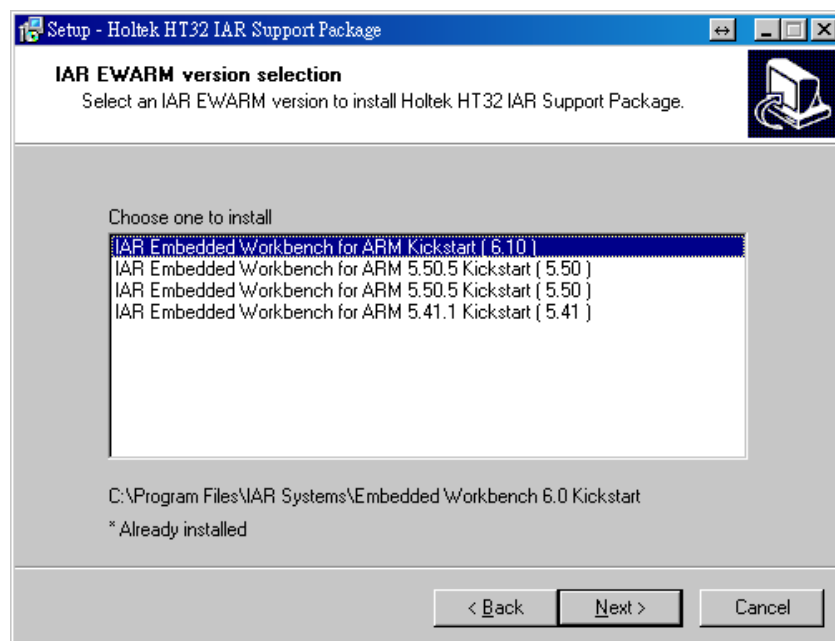 Setup - Holtek HT32 IAR Support Package
IAR EWARM version selection
Select an IAR EWARM version to install Holtek HT32 IAR Support Package.
Choose one to install
IAR Embedded Workbench for ARM Kickstart ( 6.10 )
IAR Embedded Workbench for ARM 5.50.5 Kickstart ( 5.50 )
IAR Embedded Workbench for ARM 5.50.5 Kickstart ( 5.50 )
IAR Embedded Workbench for ARM 5.41.1 Kickstart ( 5.41 )
C:\Program Files\IAR Systems\Embedded Workbench 6.0 Kickstart
* Already installed
< Back Next > Cancel